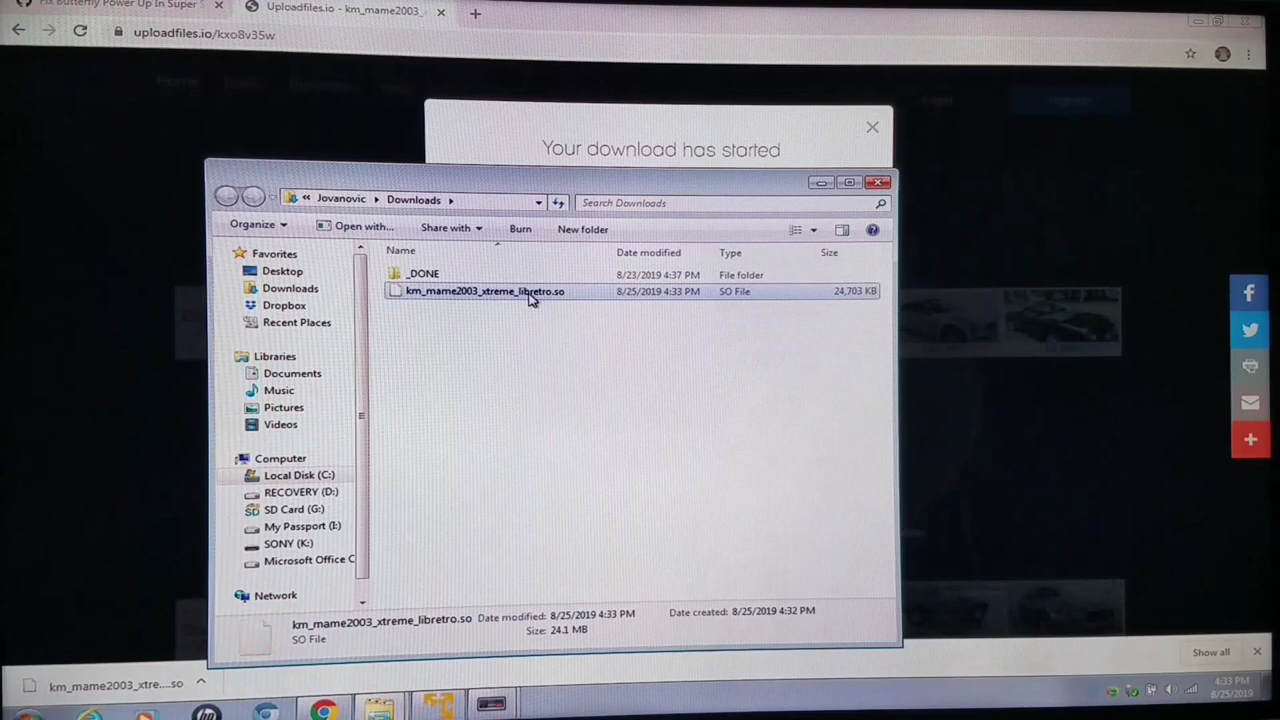 Fix Butterfly Power Up In Super
Uploadfiles.io - km_mame2003_
uploadfiles.io/kxo8v35w
Your download has started
Jovanovic
Downloads
Search Downloads
Organize
Open with...
Share with
Burn
New folder
Name
Date modified
Type
Size
_DONE
8/23/2019 4:37 PM
File folder
km_mame2003_xtreme_libretro.so
8/25/2019 4:33 PM
SO File
24,703 KB
Favorites
Desktop
Downloads
Dropbox
Recent Places
Libraries
Documents
Music
Pictures
Videos
Computer
Local Disk (C:)
RECOVERY (D:)
SD Card (G:)
My Passport (I:)
SONY (K:)
Microsoft Office C
Network
km_mame2003_xtreme_libretro.so
Date modified: 8/25/2019 4:33 PM
Date created: 8/25/2019 4:32 PM
SO File
Size: 24.1 MB
km_mame2003_xtre....so
Show all
4:33 PM
8/25/2019